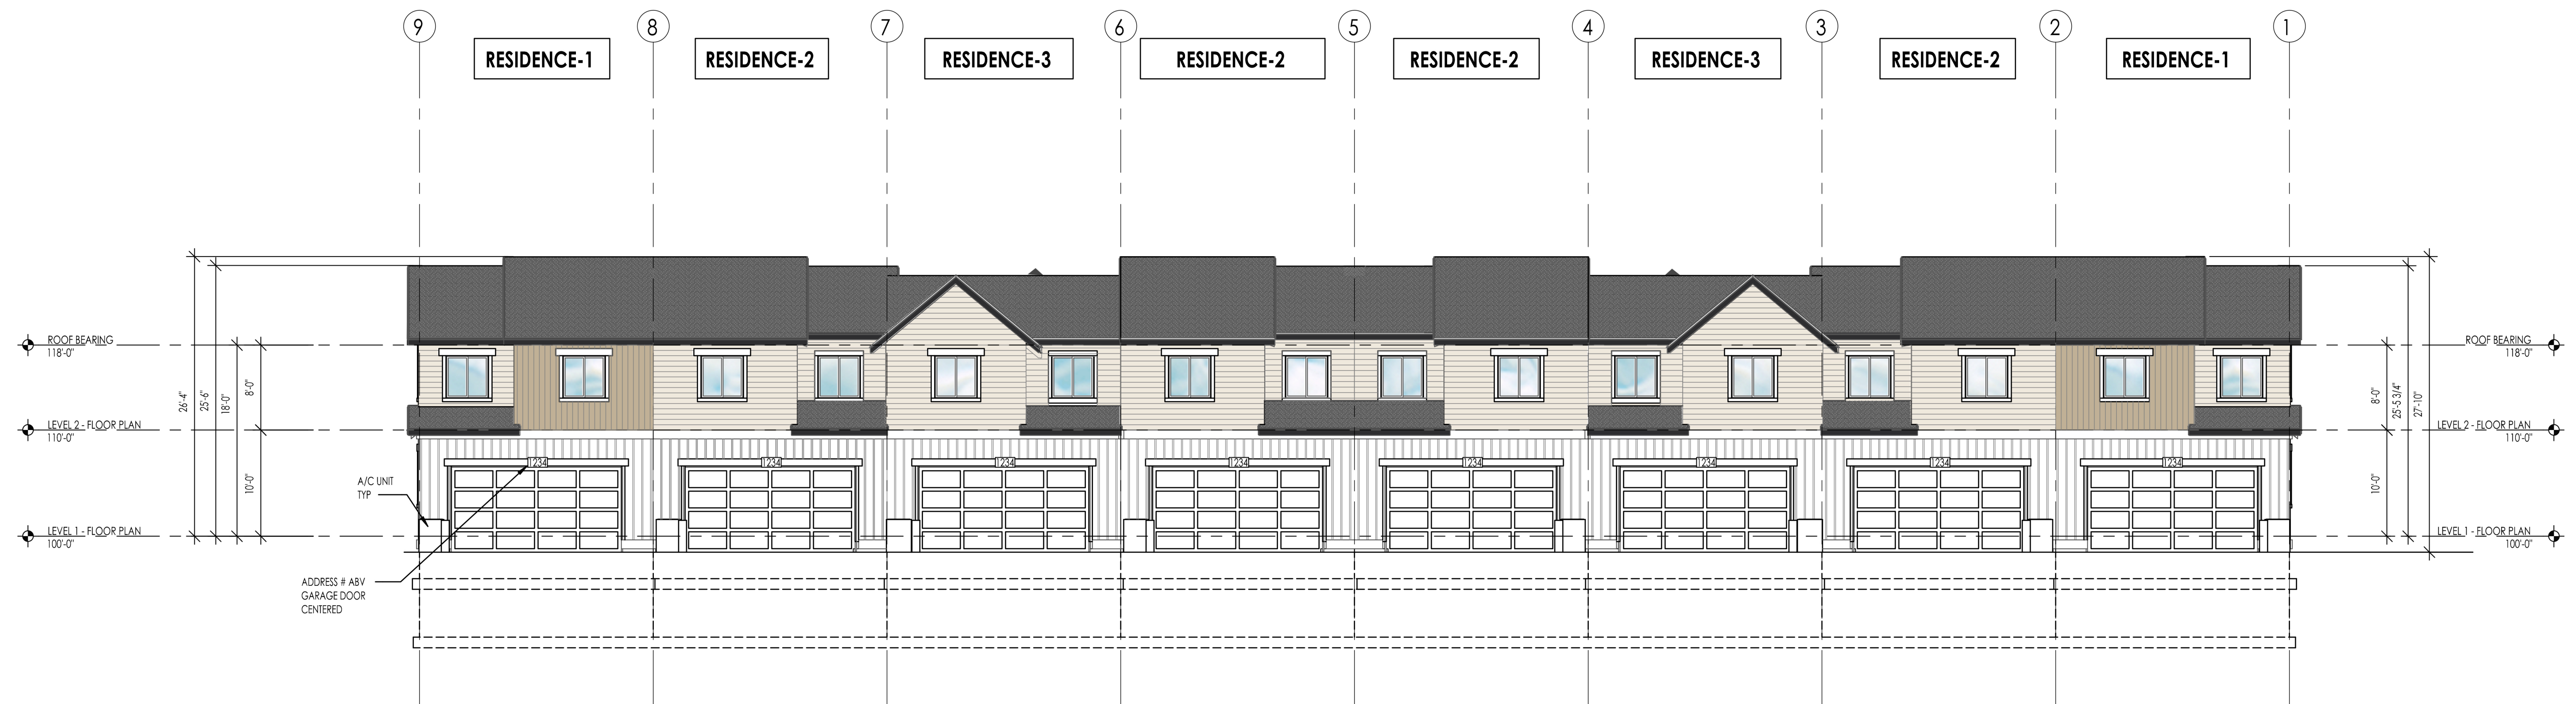 9 8 7 6 5 4 3 2 1
RESIDENCE-1 RESIDENCE-2 RESIDENCE-3 RESIDENCE-2 RESIDENCE-2 RESIDENCE-3 RESIDENCE-2 RESIDENCE-1
ROOF BEARING
118'-0"
LEVEL 2 - FLOOR PLAN
110'-0"
LEVEL 1 - FLOOR PLAN
100'-0"
26'-4"
25'-6"
18'-0"
8'-0"
10'-0"
A/C UNIT
TYP
ADDRESS # ABV
GARAGE DOOR
CENTERED
1234 1234 1234 1234 1234 1234 1234 1234 1234
8'-0"
10'-0"
25'-5 3/4"
27'-10"
ROOF BEARING
118'-0"
LEVEL 2 - FLOOR PLAN
110'-0"
LEVEL 1 - FLOOR PLAN
100'-0"